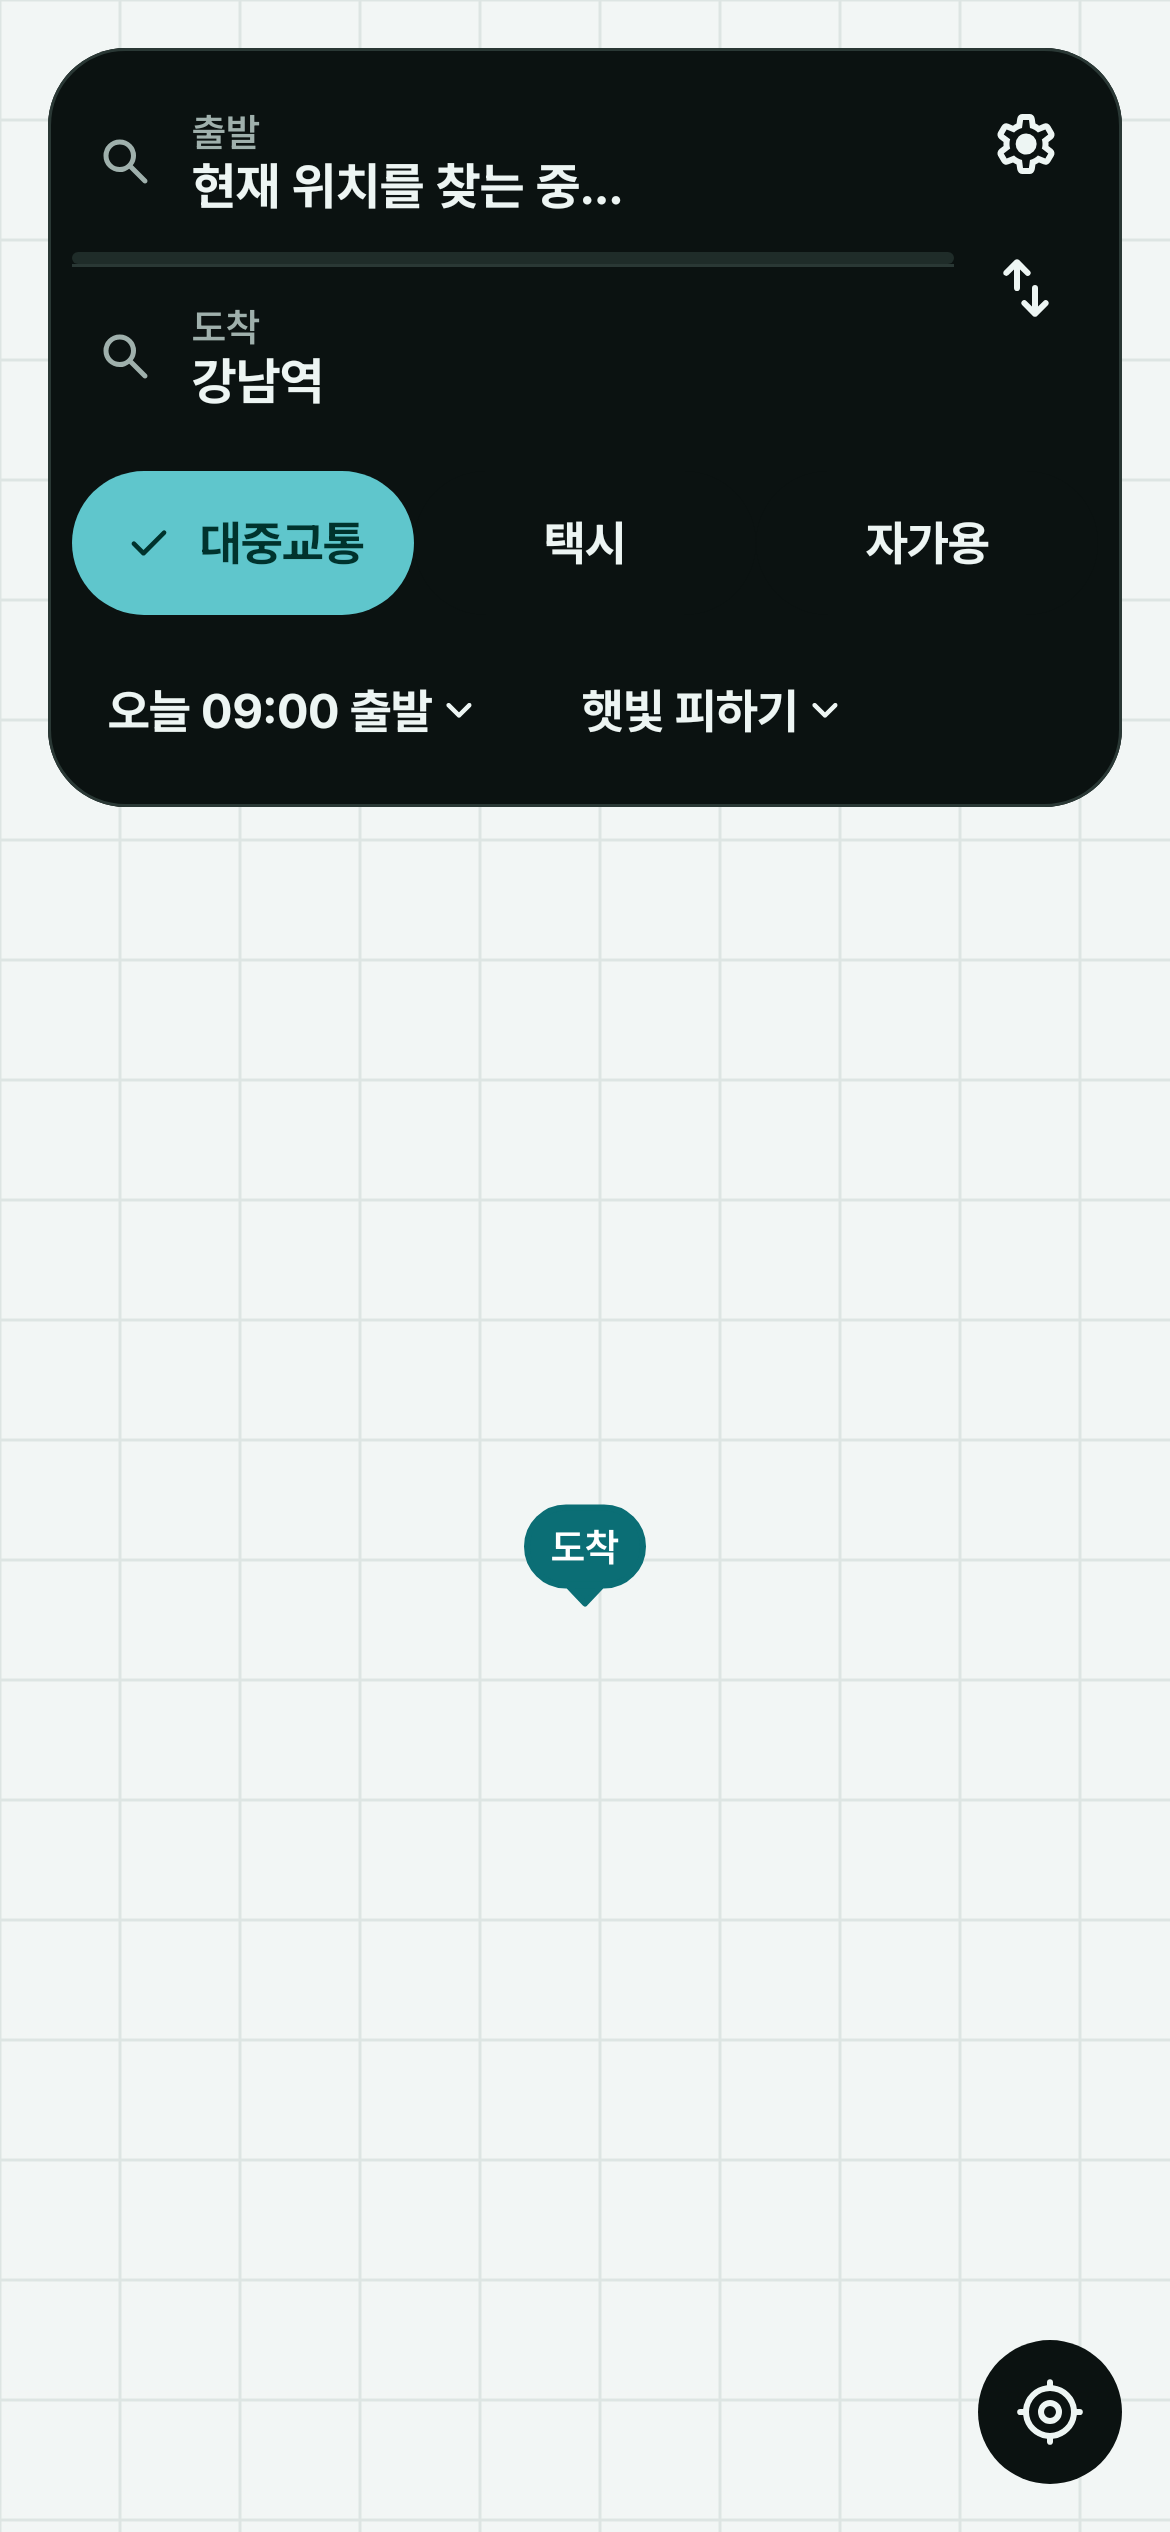 출발
현재 위치를 찾는 중...
도착
강남역
대중교통 택시 자가용
오늘 09:00 출발 햇빛 피하기
도착